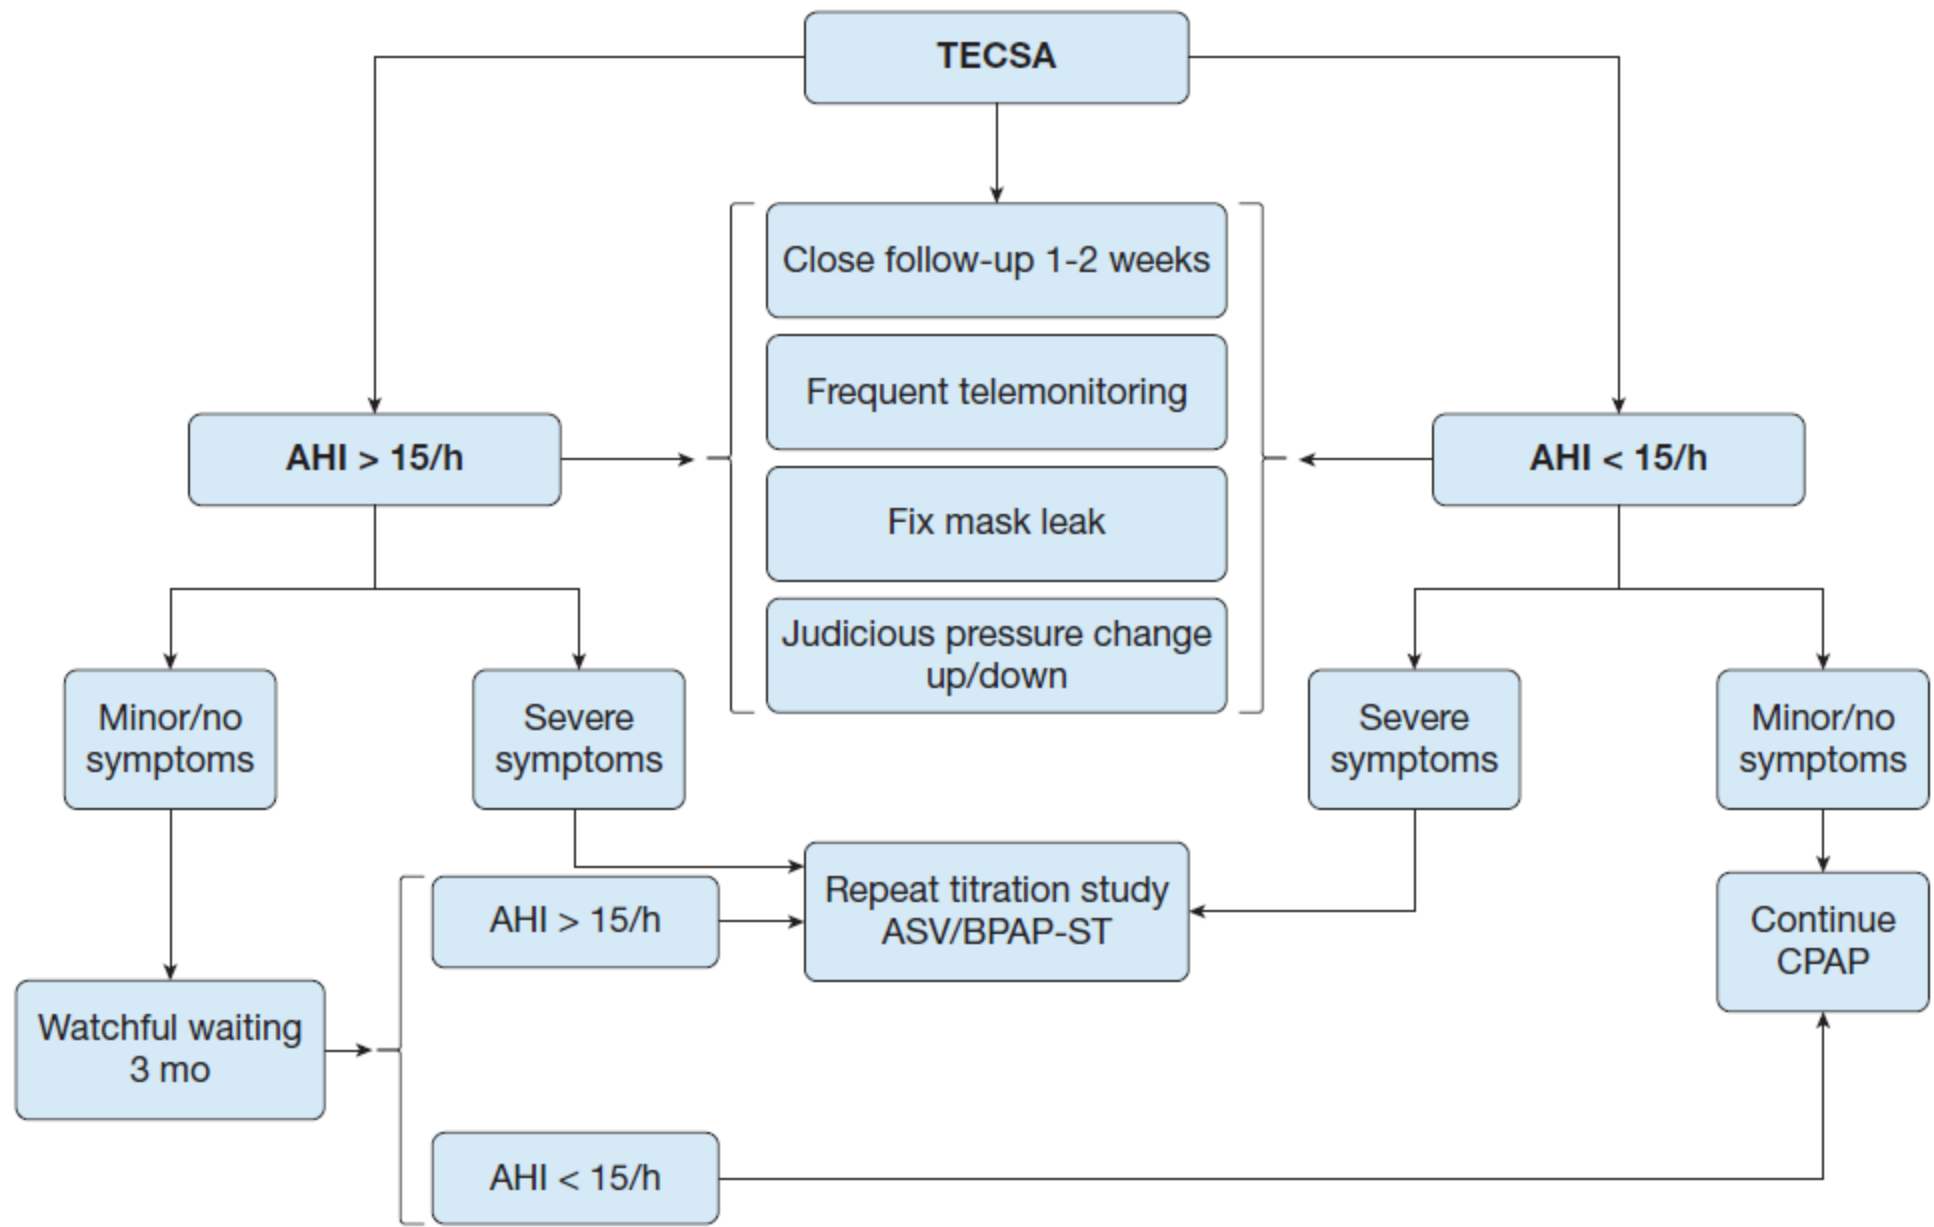 TECSA
Close follow-up 1-2 weeks
Frequent telemonitoring
AHI > 15/h
AHI < 15/h
Fix mask leak
Judicious pressure change
up/down
Minor/no
symptoms
Severe
symptoms
Severe
symptoms
Minor/no
symptoms
Repeat titration study
ASV/BPAP-ST
AHI > 15/h
Continue
CPAP
Watchful waiting
3 mo
AHI < 15/h